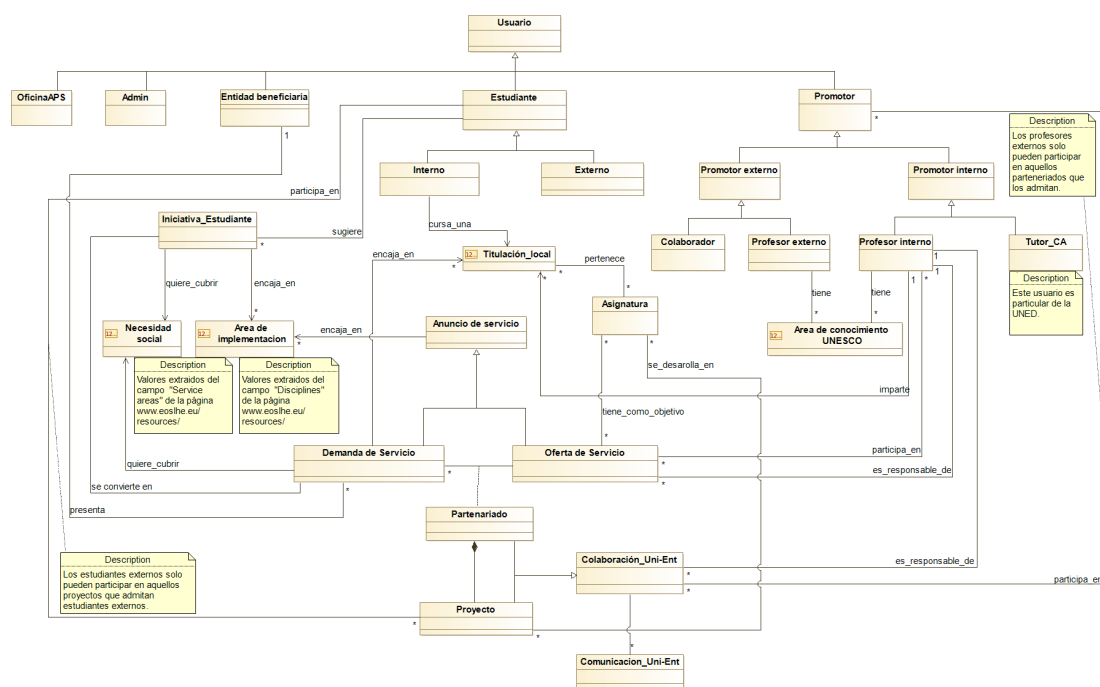 Usuario
OficinaAPS
Admin
Entidad beneficiaria
Estudiante
Promotor
1
*
Description
Los profesores
externos solo
pueden participar
en aquellos
parteneriados que
los admitan.
Interno
Externo
Promotor externo
Promotor interno
participa_en
Iniciativa_Estudiante
*
sugiere
cursa_una
Colaborador
Profesor externo
Profesor interno
Tutor_CA
1
1
1
*
Description
Este usuario es
particular de la
UNED.
encaja_en
12..
Titulación_local
*
*
*
pertenece
*
quiere_cubrir
encaja_en
*
tiene
tiene
Asignatura
12..
Necesidad
social
12..
Area de
implementacion
*
encaja_en
Anuncio de servicio
12..
Area de conocimiento
UNESCO
*
*
Description
Valores extraidos del
campo "Service
areas" de la página
www.eoslhe.eu/
resources/
Description
Valores extraidos del
campo "Disciplines"
de la página
www.eoslhe.eu/
resources/
se_desarolla_en
imparte
tiene_como_objetivo
*
quiere_cubrir
Demanda de Servicio
*
Oferta de Servicio
*
*
participa_en
es_responsable_de
se convierte en
*
presenta
Partenariado
Description
Los estudiantes externos solo
pueden participar en aquellos
proyectos que admitan
estudiantes externos.
Colaboración_Uni-Ent
*
*
*
es_responsable_de
participa_en
Proyecto
*
*
*
Comunicacion_Uni-Ent